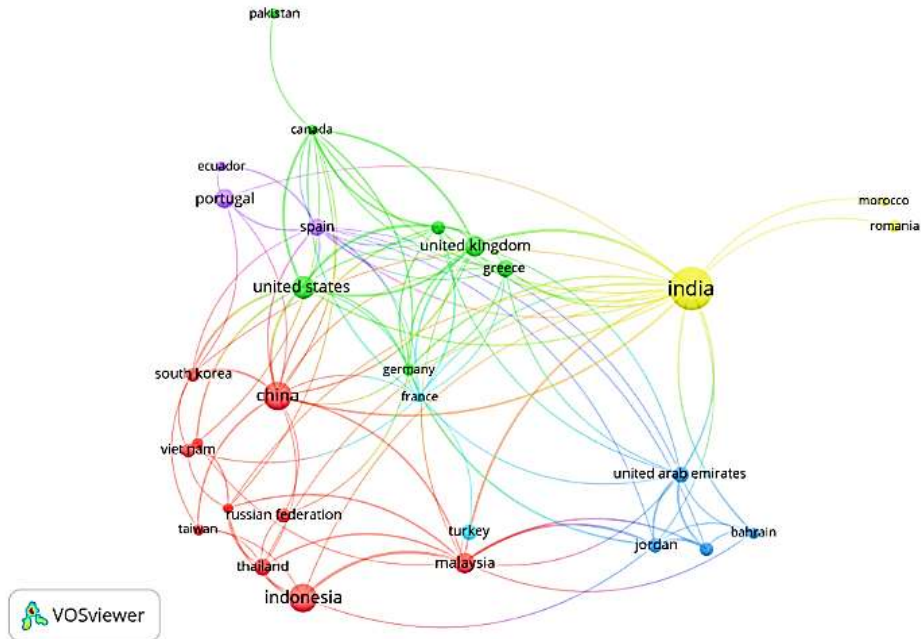 pakistan
canada
ecuador
portugal
spain
morocco
romania
united kingdom
greece
united states
india
germany
south korea
china
france
viet nam
united arab emirates
russian federation
taiwan
turkey
bahrain
jordan
thailand
malaysia
indonesia
VOSviewer